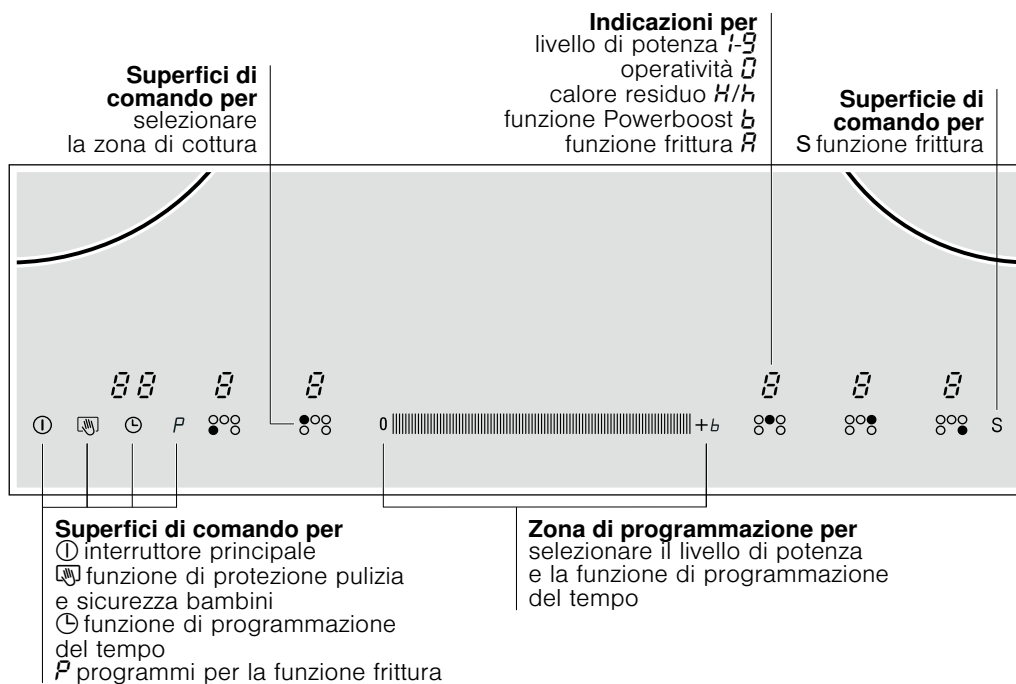 Indicazioni per
livello di potenza 1-9
operatività 0
calore residuo H/h
funzione Powerboost b
funzione frittura A
Superfici di
comando per
selezionare
la zona di cottura
Superficie di
comando per
S funzione frittura
8 8 8 8 8 8 8
P 0 +b S
Superfici di comando per
interruttore principale
funzione di protezione pulizia
e sicurezza bambini
funzione di programmazione
del tempo
P programmi per la funzione frittura
Zona di programmazione per
selezionare il livello di potenza
e la funzione di programmazione
del tempo